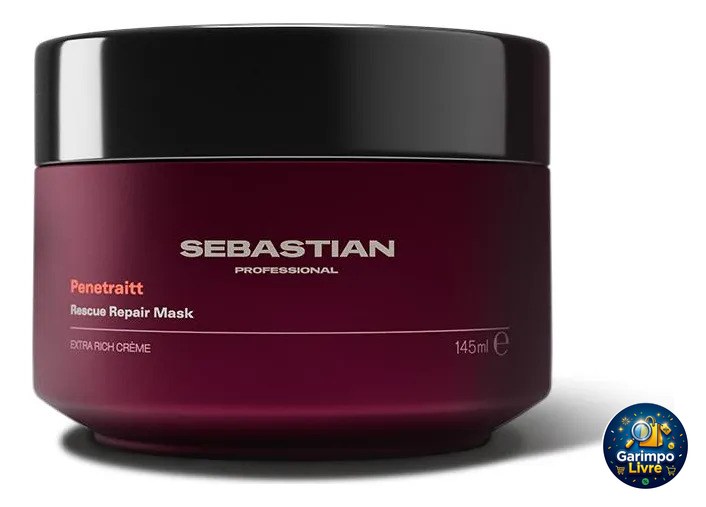 SEBASTIAN
PROFESSIONAL
Penetraitt
Rescue Repair Mask
EXTRA RICH CRÈME
145ml e
Garimpo
Livre